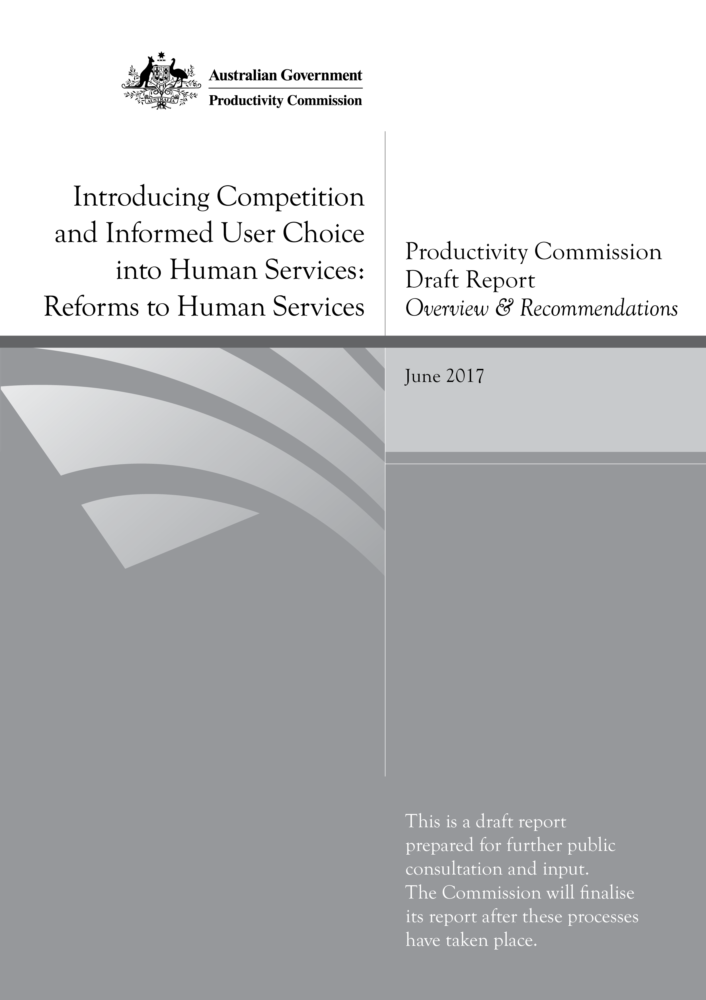 AUSTRALIA
Australian Government
Productivity Commission
Introducing Competition
and Informed User Choice
into Human Services:
Reforms to Human Services
Productivity Commission
Draft Report
Overview & Recommendations
June 2017
This is a draft report
prepared for further public
consultation and input.
The Commission will finalise
its report after these processes
have taken place.